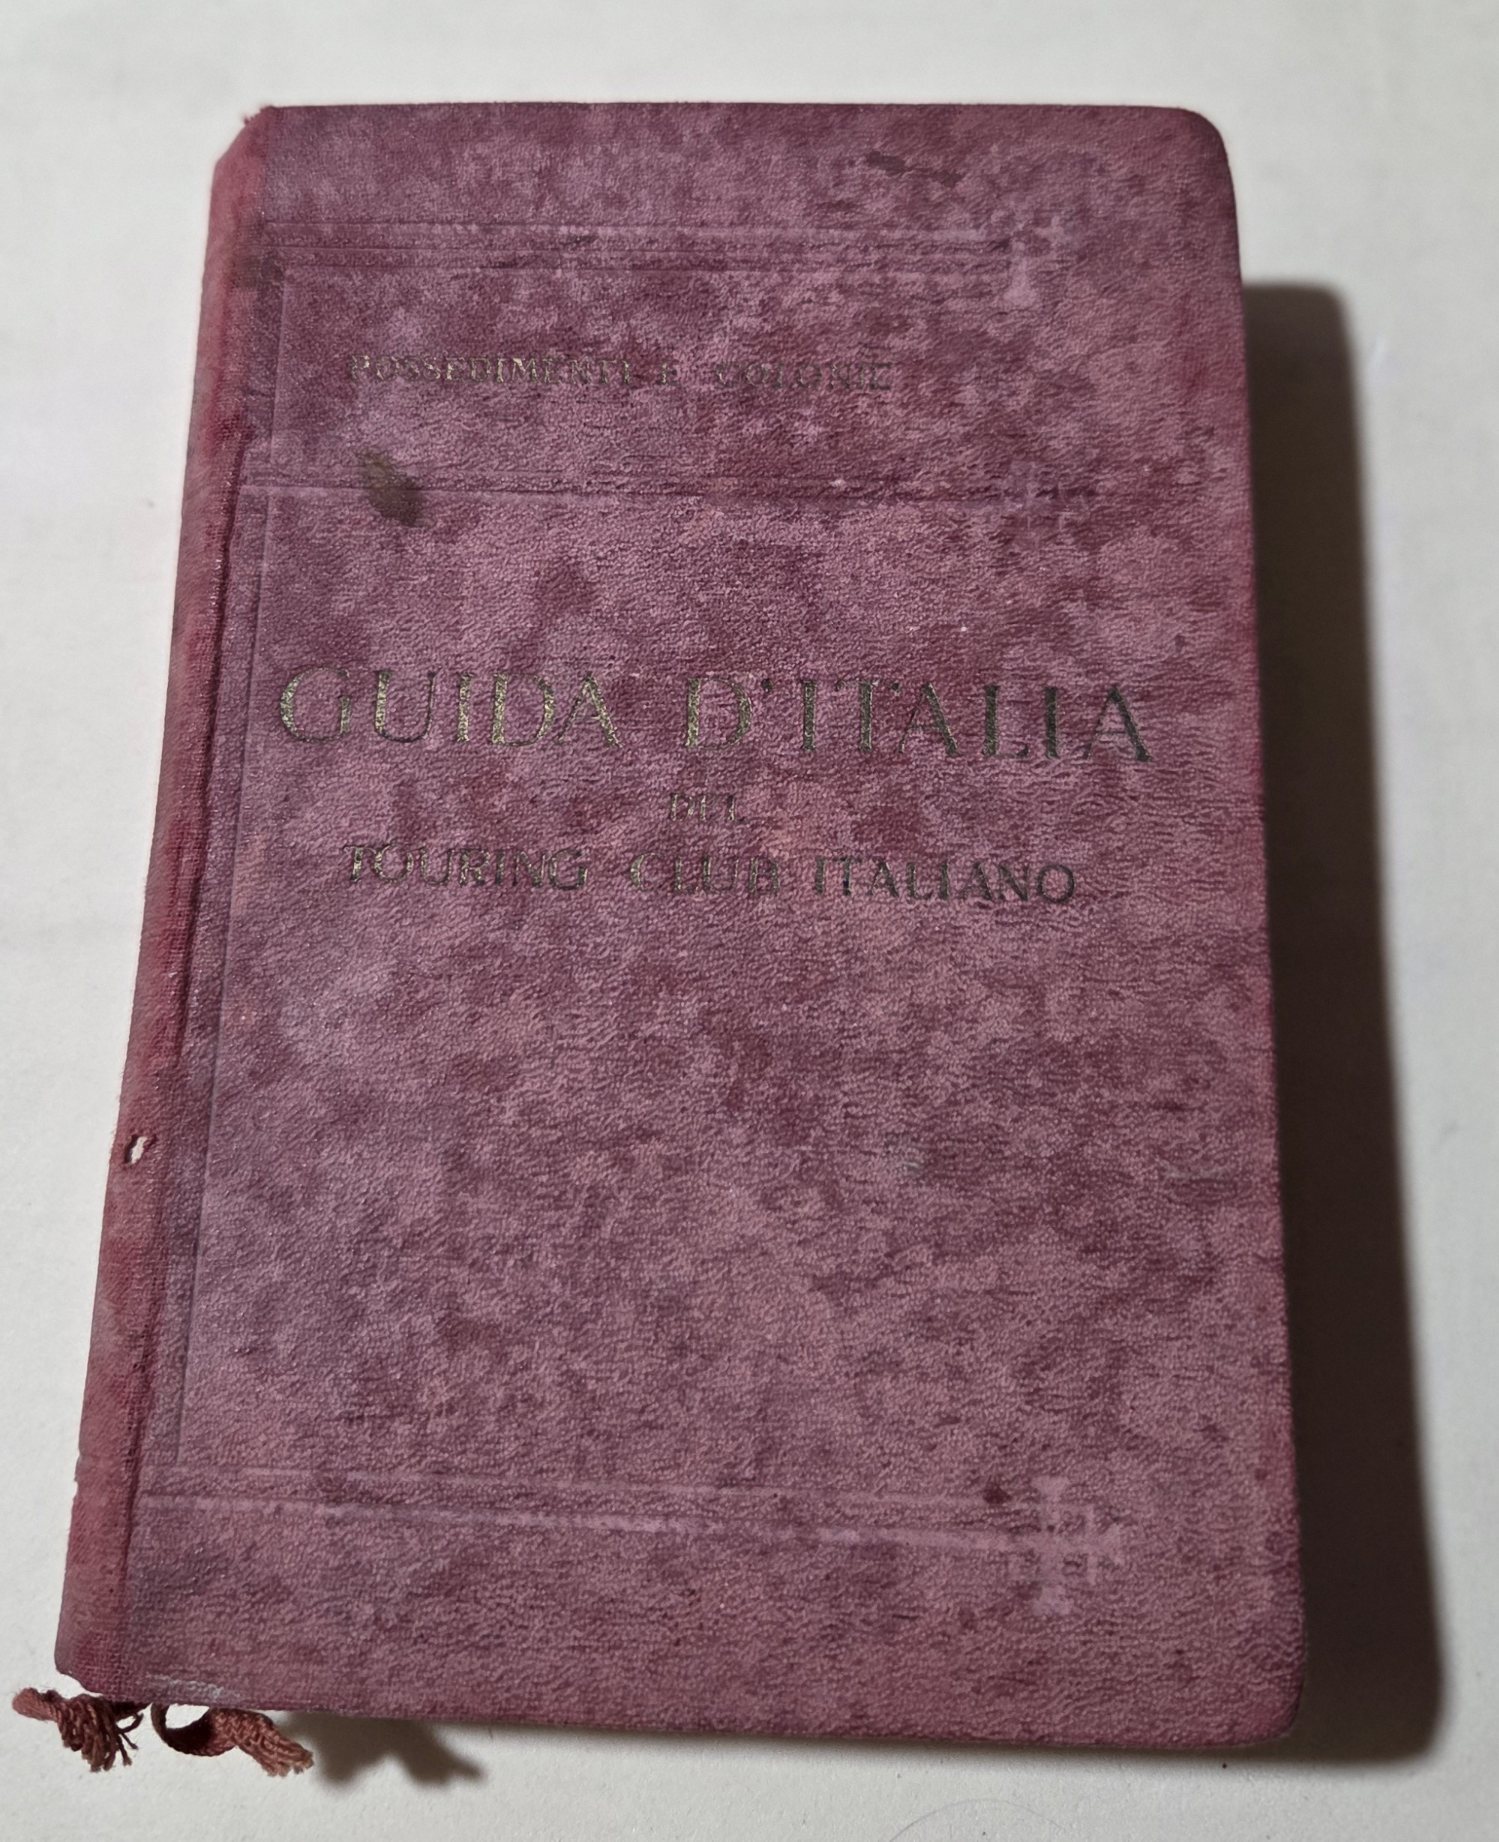 POSSEDIMENTI E COLONIE
GUIDA D'ITALIA
DEL
TOURING CLUB ITALIANO